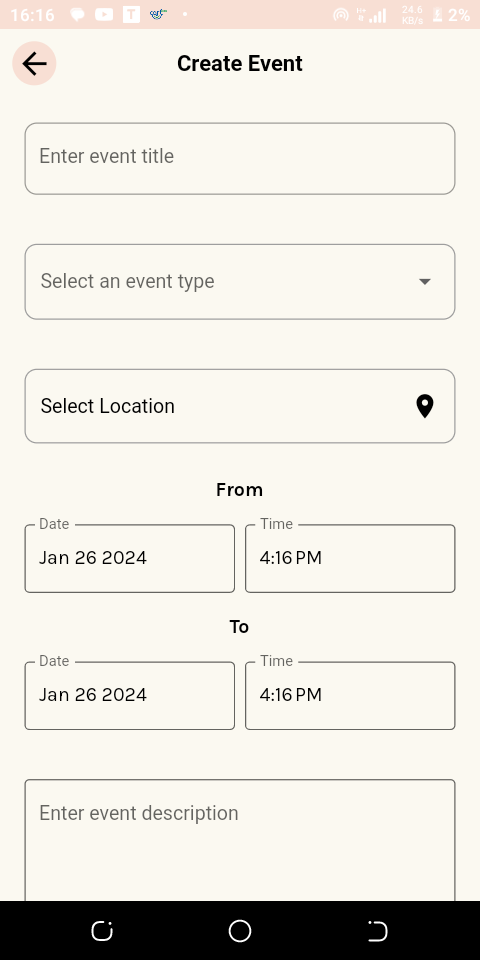 16:16 T H+ 24.6 KB/s 2%
Create Event
Enter event title
Select an event type
Select Location
From
Date Time
Jan 26 2024 4:16 PM
To
Date Time
Jan 26 2024 4:16 PM
Enter event description